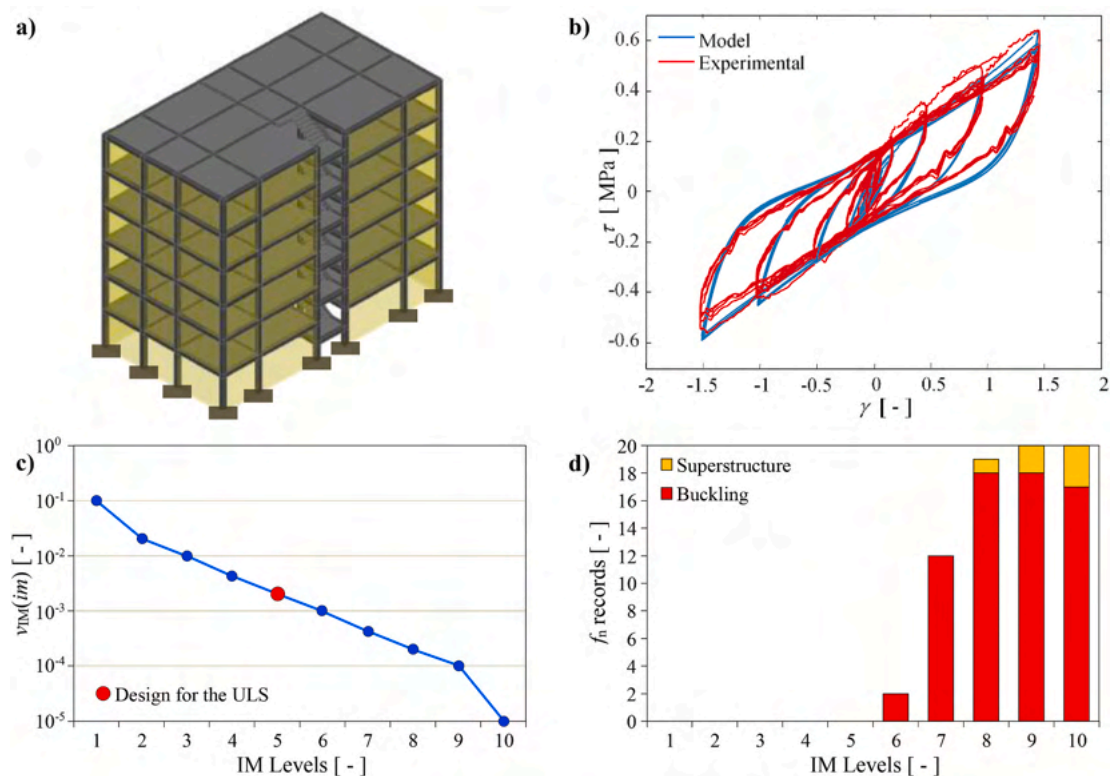 a)
b)
0.6
0.4
0.2
0
-0.2
-0.4
-0.6
τ [ MPa]
Model
Experimental
-2 -1.5 -1 -0.5 0 0.5 1 1.5 2
γ [ - ]
c)
10⁰
10⁻¹
10⁻²
10⁻³
10⁻⁴
10⁻⁵
νIM(im) [ - ]
Design for the ULS
1 2 3 4 5 6 7 8 9 10
IM Levels [ - ]
d)
20
18
16
14
12
10
8
6
4
2
0
fn records [ - ]
Superstructure
Buckling
1 2 3 4 5 6 7 8 9 10
IM Levels [ - ]